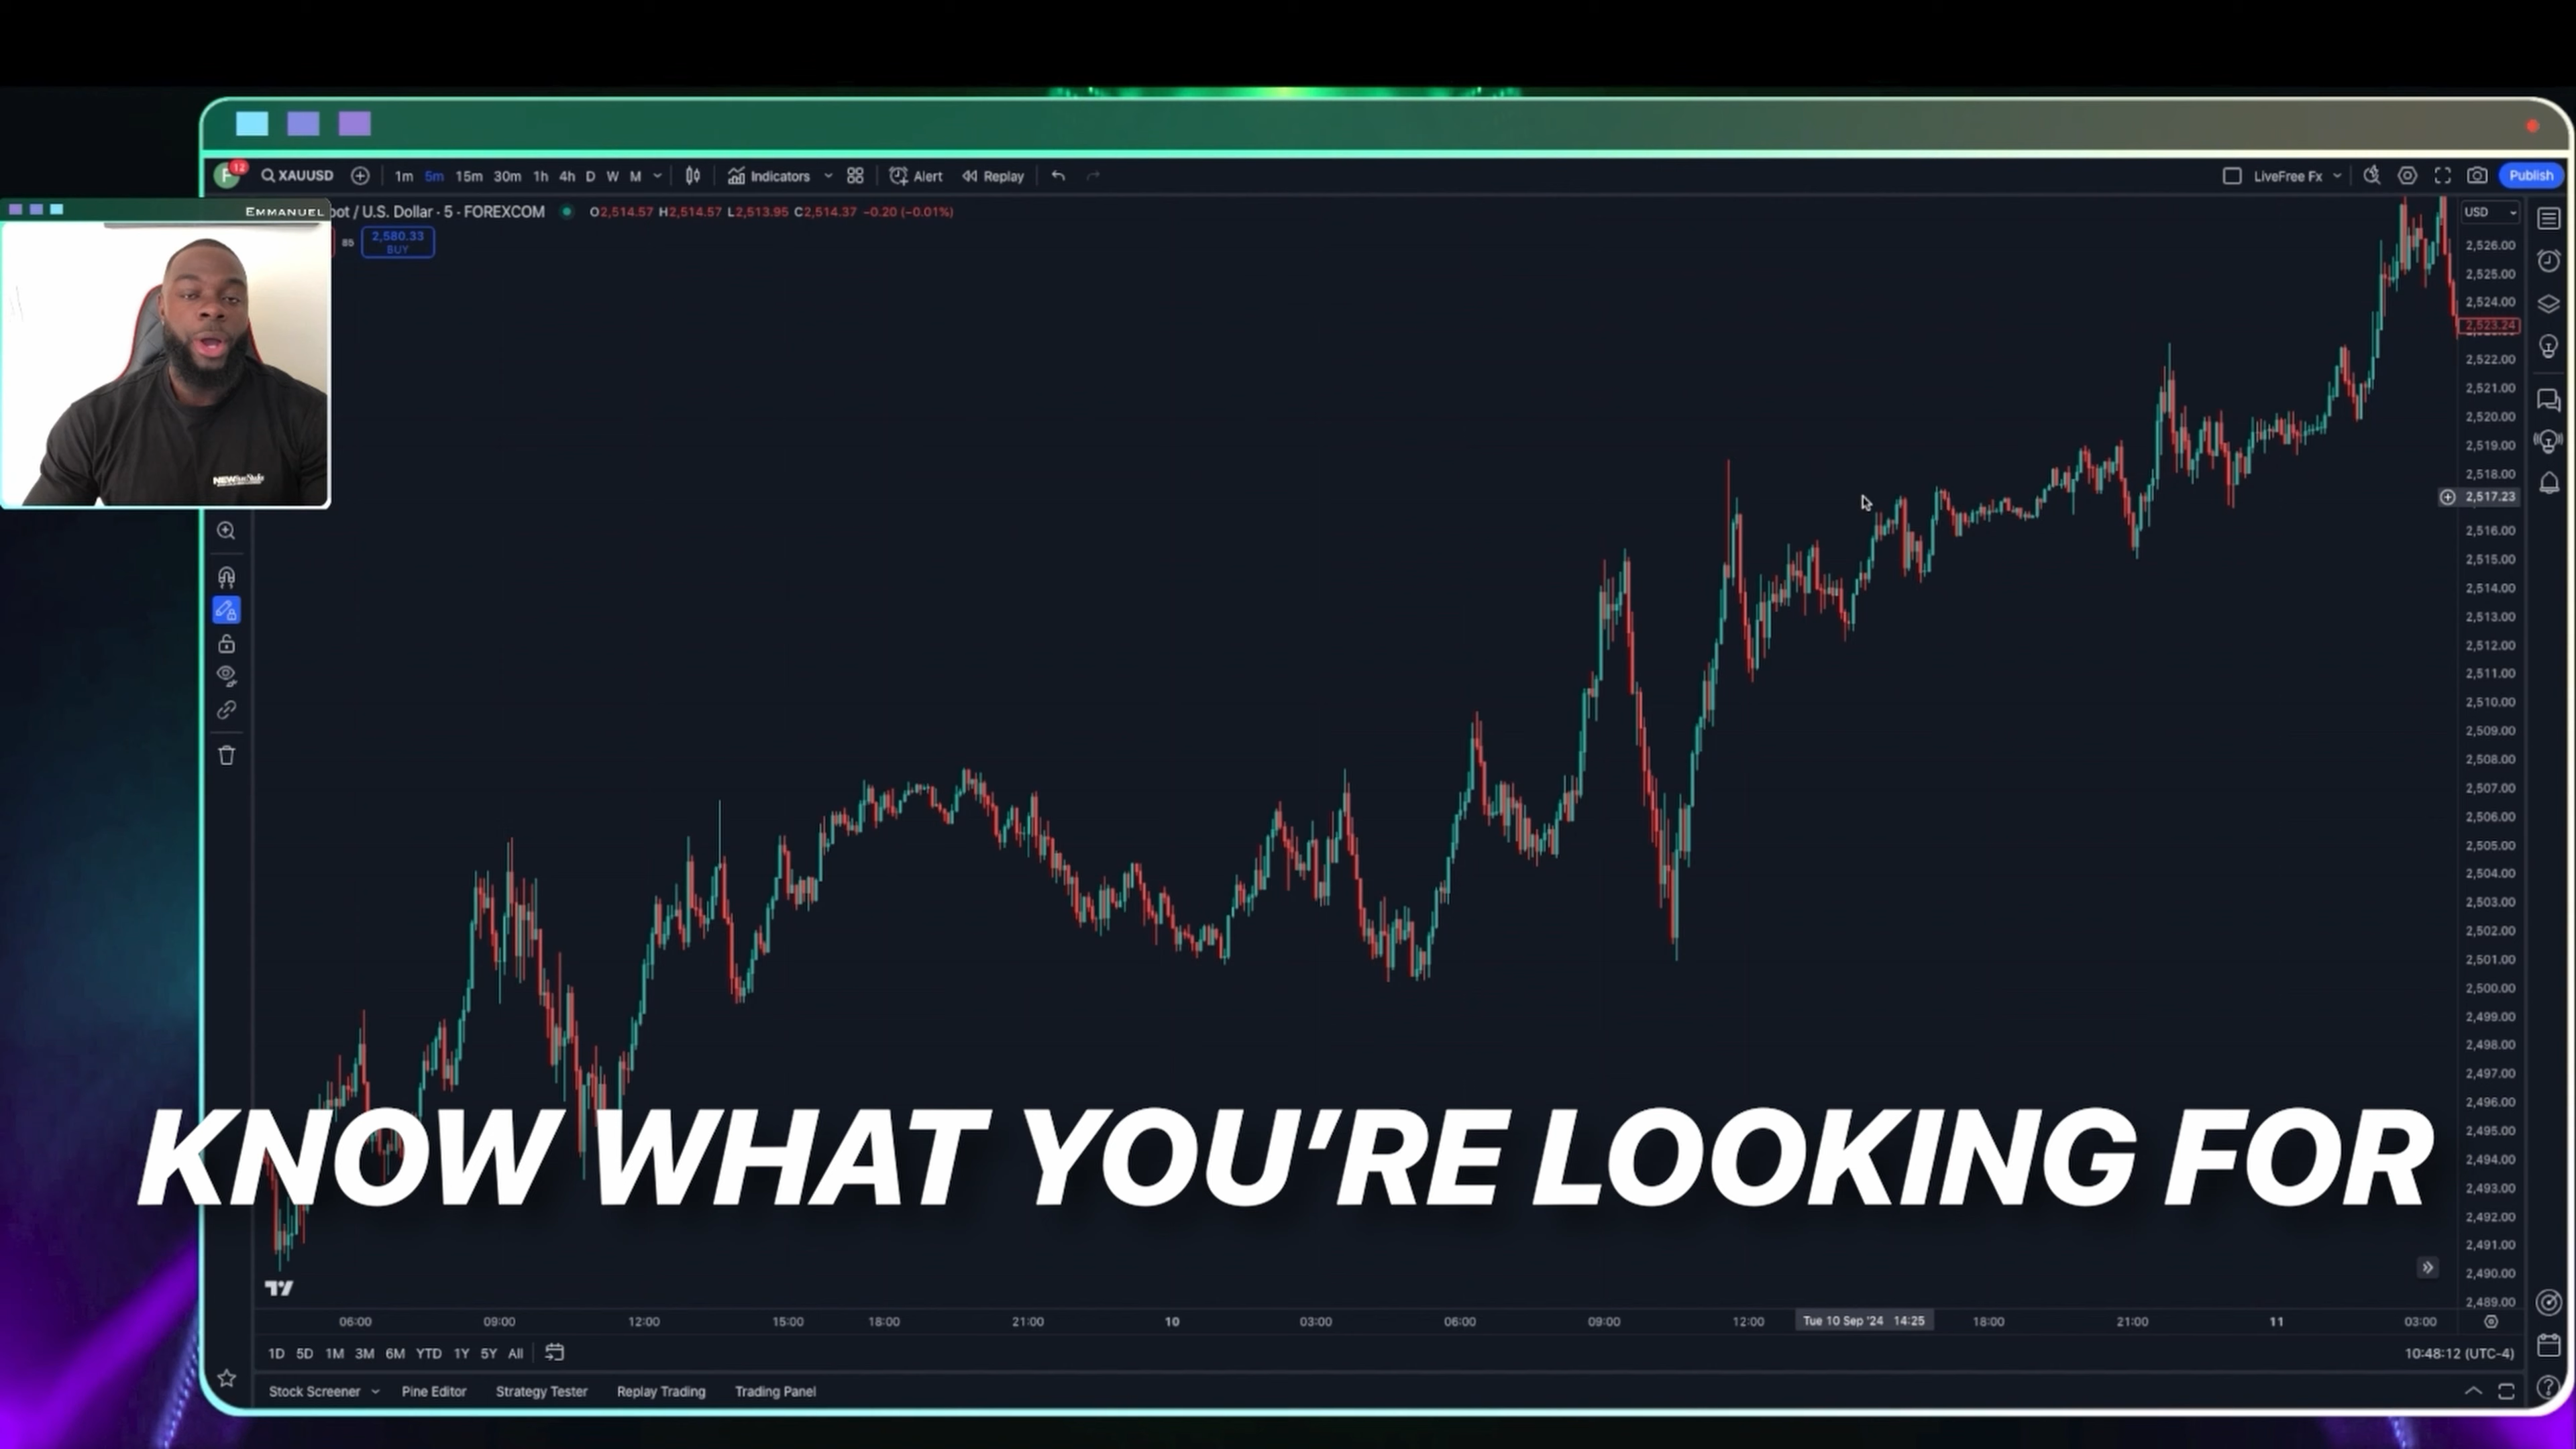 12
XAUUSD
1m 5m 15m 30m 1h 4h D W M
Indicators
Alert
Replay
LiveFree Fx
Publish
EMMANUEL
pot / U.S. Dollar · 5 · FOREXCOM
O2,514.57 H2,514.57 L2,513.95 C2,514.37 −0.20 (−0.01%)
USD
85
2,580.33
BUY
2,526.00
2,525.00
2,524.00
2,523.24
2,522.00
2,521.00
2,520.00
2,519.00
2,518.00
2,517.23
2,516.00
2,515.00
2,514.00
2,513.00
2,512.00
2,511.00
2,510.00
2,509.00
2,508.00
2,507.00
2,506.00
2,505.00
2,504.00
2,503.00
2,502.00
2,501.00
2,500.00
2,499.00
2,498.00
2,497.00
2,496.00
2,495.00
2,494.00
2,493.00
2,492.00
2,491.00
2,490.00
2,489.00
KNOW WHAT YOU'RE LOOKING FOR
06:00 09:00 12:00 15:00 18:00 21:00 10 03:00 06:00 09:00 12:00 Tue 10 Sep '24 14:25 18:00 21:00 11 03:00
1D 5D 1M 3M 6M YTD 1Y 5Y All
10:48:12 (UTC-4)
Stock Screener Pine Editor Strategy Tester Replay Trading Trading Panel